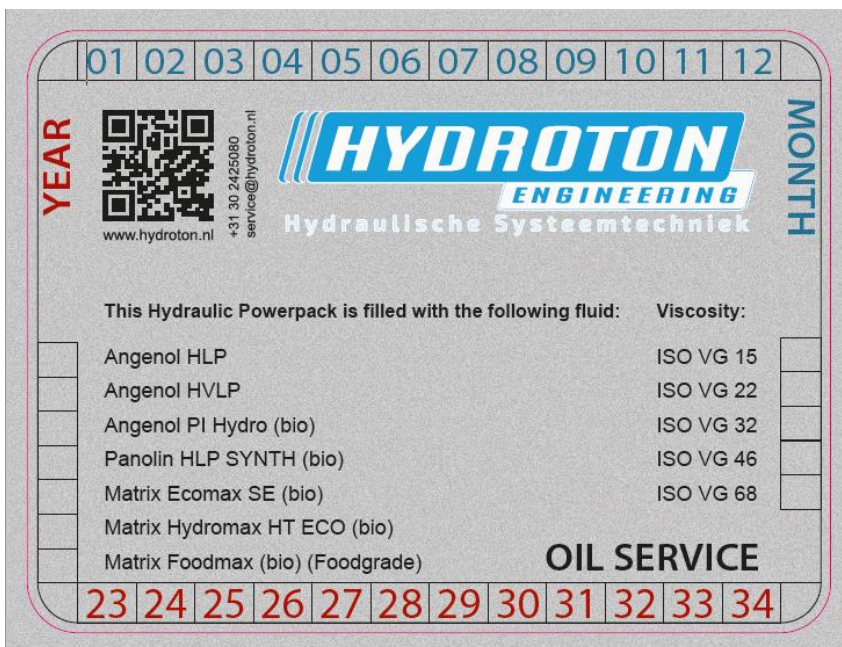 01 02 03 04 05 06 07 08 09 10 11 12
YEAR
MONTH
www.hydroton.nl
+31 30 2425080
service@hydroton.nl
HYDROTON
ENGINEERING
Hydraulische Systeemtechniek
This Hydraulic Powerpack is filled with the following fluid: Viscosity:
Angenol HLP ISO VG 15
Angenol HVLP ISO VG 22
Angenol PI Hydro (bio) ISO VG 32
Panolin HLP SYNTH (bio) ISO VG 46
Matrix Ecomax SE (bio) ISO VG 68
Matrix Hydromax HT ECO (bio)
Matrix Foodmax (bio) (Foodgrade)
OIL SERVICE
23 24 25 26 27 28 29 30 31 32 33 34